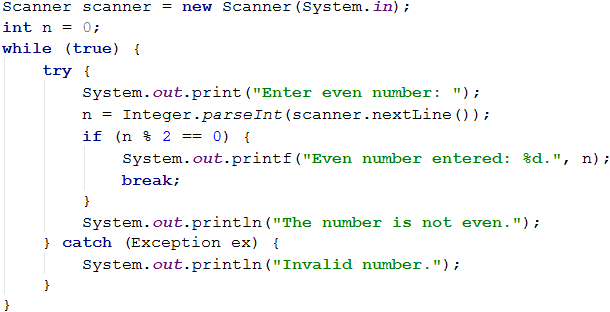 Scanner scanner = new Scanner(System.in);
int n = 0;
while (true) {
    try {
        System.out.print("Enter even number: ");
        n = Integer.parseInt(scanner.nextLine());
        if (n % 2 == 0) {
            System.out.printf("Even number entered: %d.", n);
            break;
        }
        System.out.println("The number is not even.");
    } catch (Exception ex) {
        System.out.println("Invalid number.");
    }
}